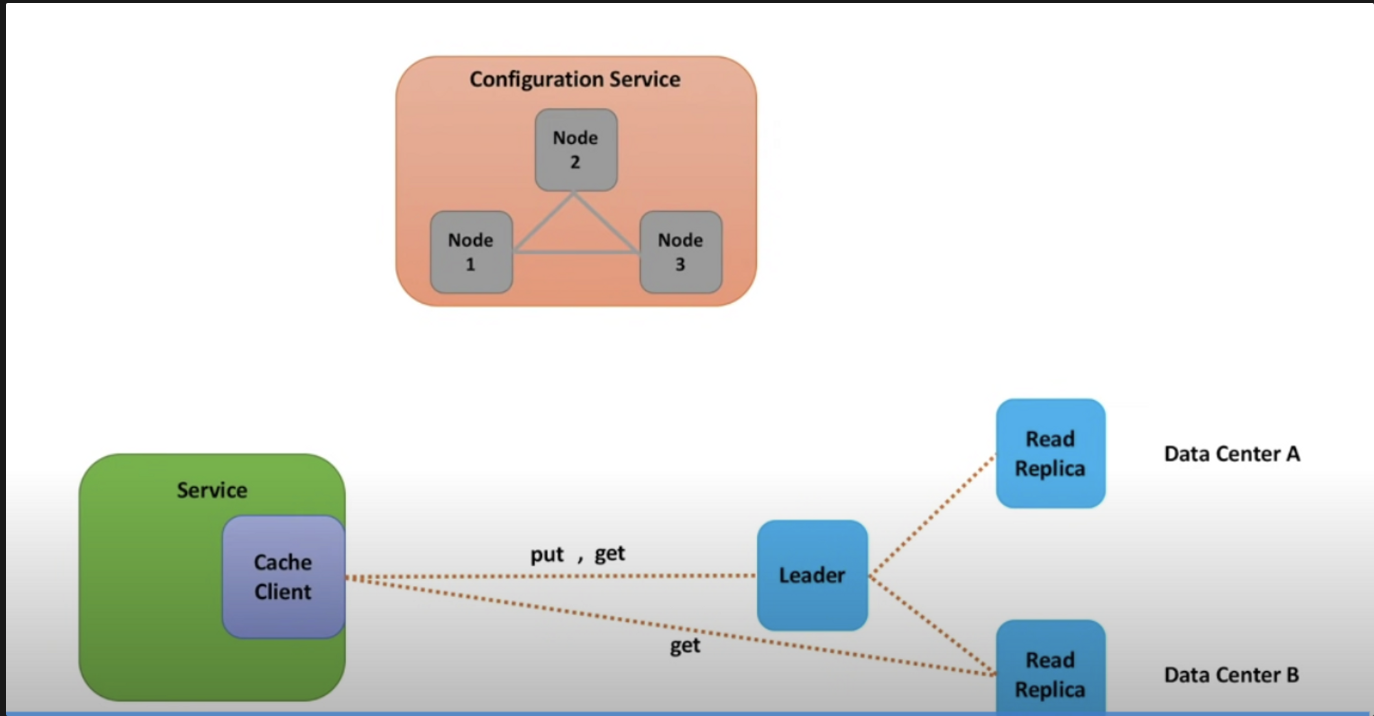 Configuration Service
Node
2
Node
1
Node
3
Read
Replica
Data Center A
Service
Cache
Client
put , get
Leader
get
Read
Replica
Data Center B